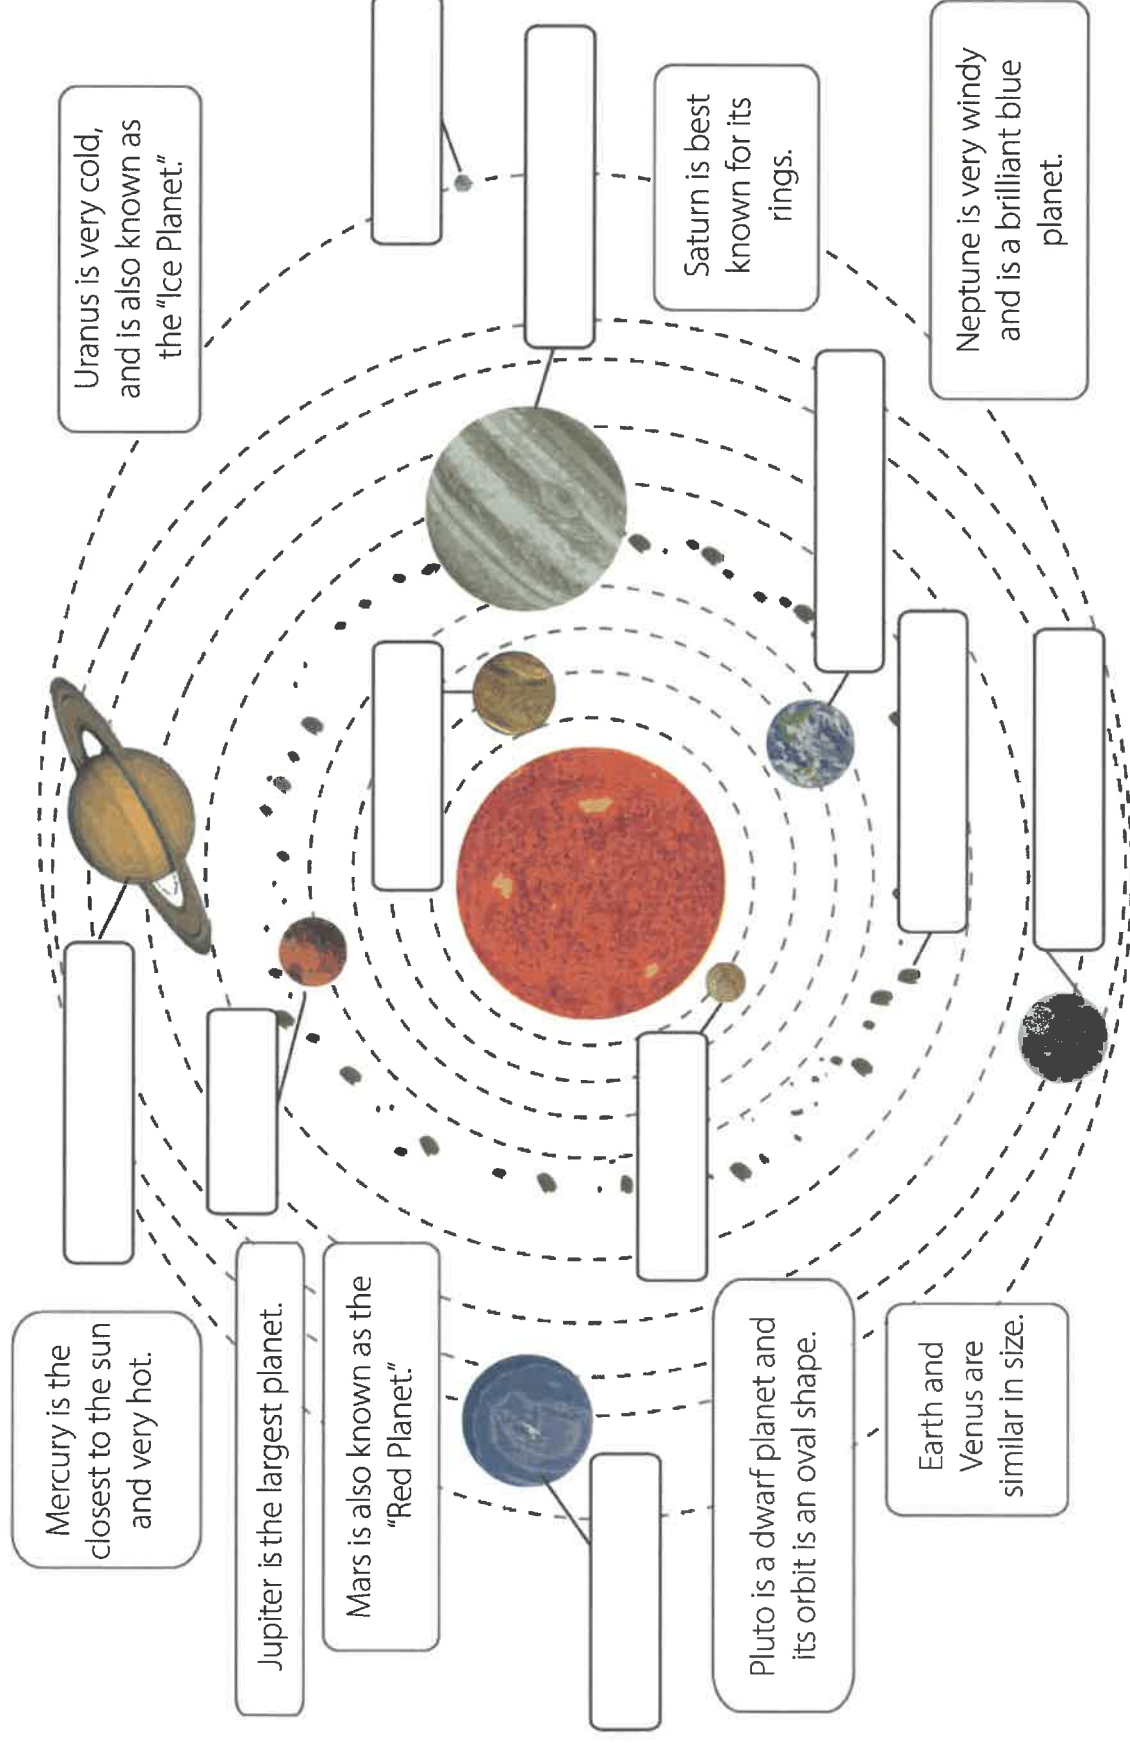 Mercury is the
closest to the sun
and very hot.
Jupiter is the largest planet.
Mars is also known as the
"Red Planet."
Pluto is a dwarf planet and
its orbit is an oval shape.
Earth and
Venus are
similar in size.
Uranus is very cold,
and is also known as
the "Ice Planet."
Saturn is best
known for its
rings.
Neptune is very windy
and is a brilliant blue
planet.